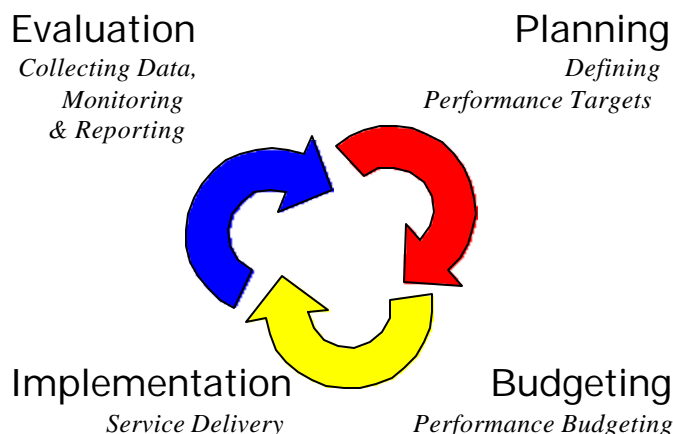 Evaluation
Collecting Data,
Monitoring
& Reporting
Planning
Defining
Performance Targets
Implementation
Service Delivery
Budgeting
Performance Budgeting